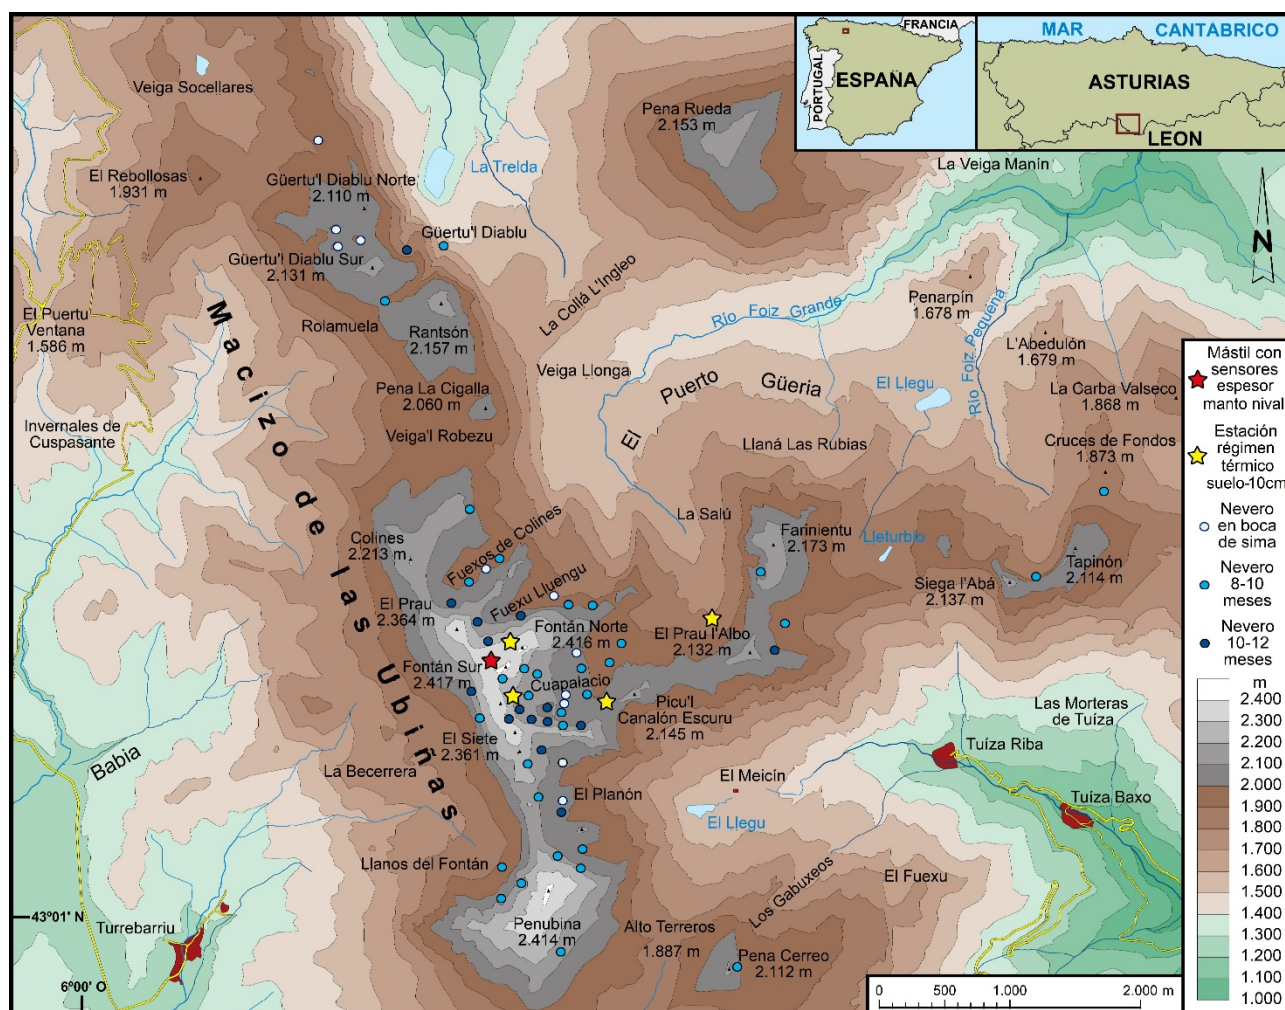 FRANCIA
PORTUGAL
ESPAÑA
MAR CANTABRICO
ASTURIAS
LEON
Veiga Socellares
Pena Rueda
2.153 m
La Veiga Manín
La Trelda
El Rebollosas
1.931 m
Güertu'l Diablu Norte
2.110 m
Güertu'l Diablu
Güertu'l Diablu Sur
2.131 m
N
La Collá L'Ingleo
Río Foiz Grande
Penarpín
1.678 m
Río Foiz Pequena
El Puertu
Ventana
1.586 m
Rolamuela
Rantsón
2.157 m
L'Abedulón
1.679 m
Veiga Llonga
El Puerto Güeria
El Llegu
La Carba Valseco
1.868 m
Pena La Cigalla
2.060 m
Veiga'l Robezu
Invernales de
Cuspasante
Llaná Las Rubias
Cruces de Fondos
1.873 m
Macizo de las Ubiñas
La Salú
Colines
2.213 m
Fuexos de Colines
Farinientu
2.173 m
Lleturbio
Tapinón
2.114 m
Siega l'Abá
2.137 m
El Prau
2.364 m
Fuexu Lluengu
Fontán Norte
2.416 m
El Prau l'Albo
2.132 m
Fontán Sur
2.417 m
Cuapalacio
Picu'l
Canalón Escuru
2.145 m
Las Morteras
de Tuíza
El Siete
2.361 m
Tuíza Riba
Babia
La Becerrera
El Meicín
El Planón
Tuiza Baxo
El Llegu
Llanos del Fontán
Los Gabuxeos
El Fuexu
43º01 N
Turrebarriu
Penubina
2.414 m
Alto Terreros
1.887 m
Pena Cerreo
2.112 m
6º00' O
0 500 1.000 2.000 m
Mástil con
sensores
espesor
manto nival
Estación
régimen
térmico
suelo-10cm
Nevero
en boca
de sima
Nevero
8-10
meses
Nevero
10-12
meses
m
2.400
2.300
2.200
2.100
2.000
1.900
1.800
1.700
1.600
1.500
1.400
1.300
1.200
1.100
1.000